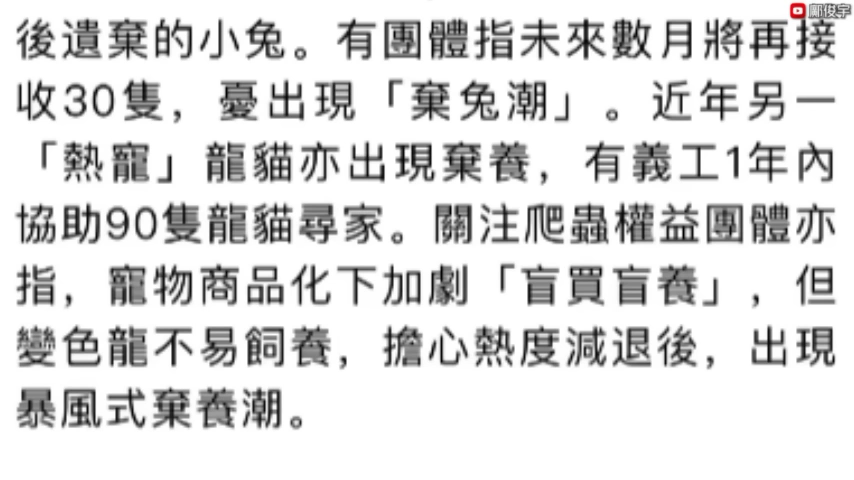 鄺俊宇
後遺棄的小兔。有團體指未來數月將再接
收30隻，憂出現「棄兔潮」。近年另一
「熱寵」龍貓亦出現棄養，有義工1年內
協助90隻龍貓尋家。關注爬蟲權益團體亦
指，寵物商品化下加劇「盲買盲養」，但
變色龍不易飼養，擔心熱度減退後，出現
暴風式棄養潮。